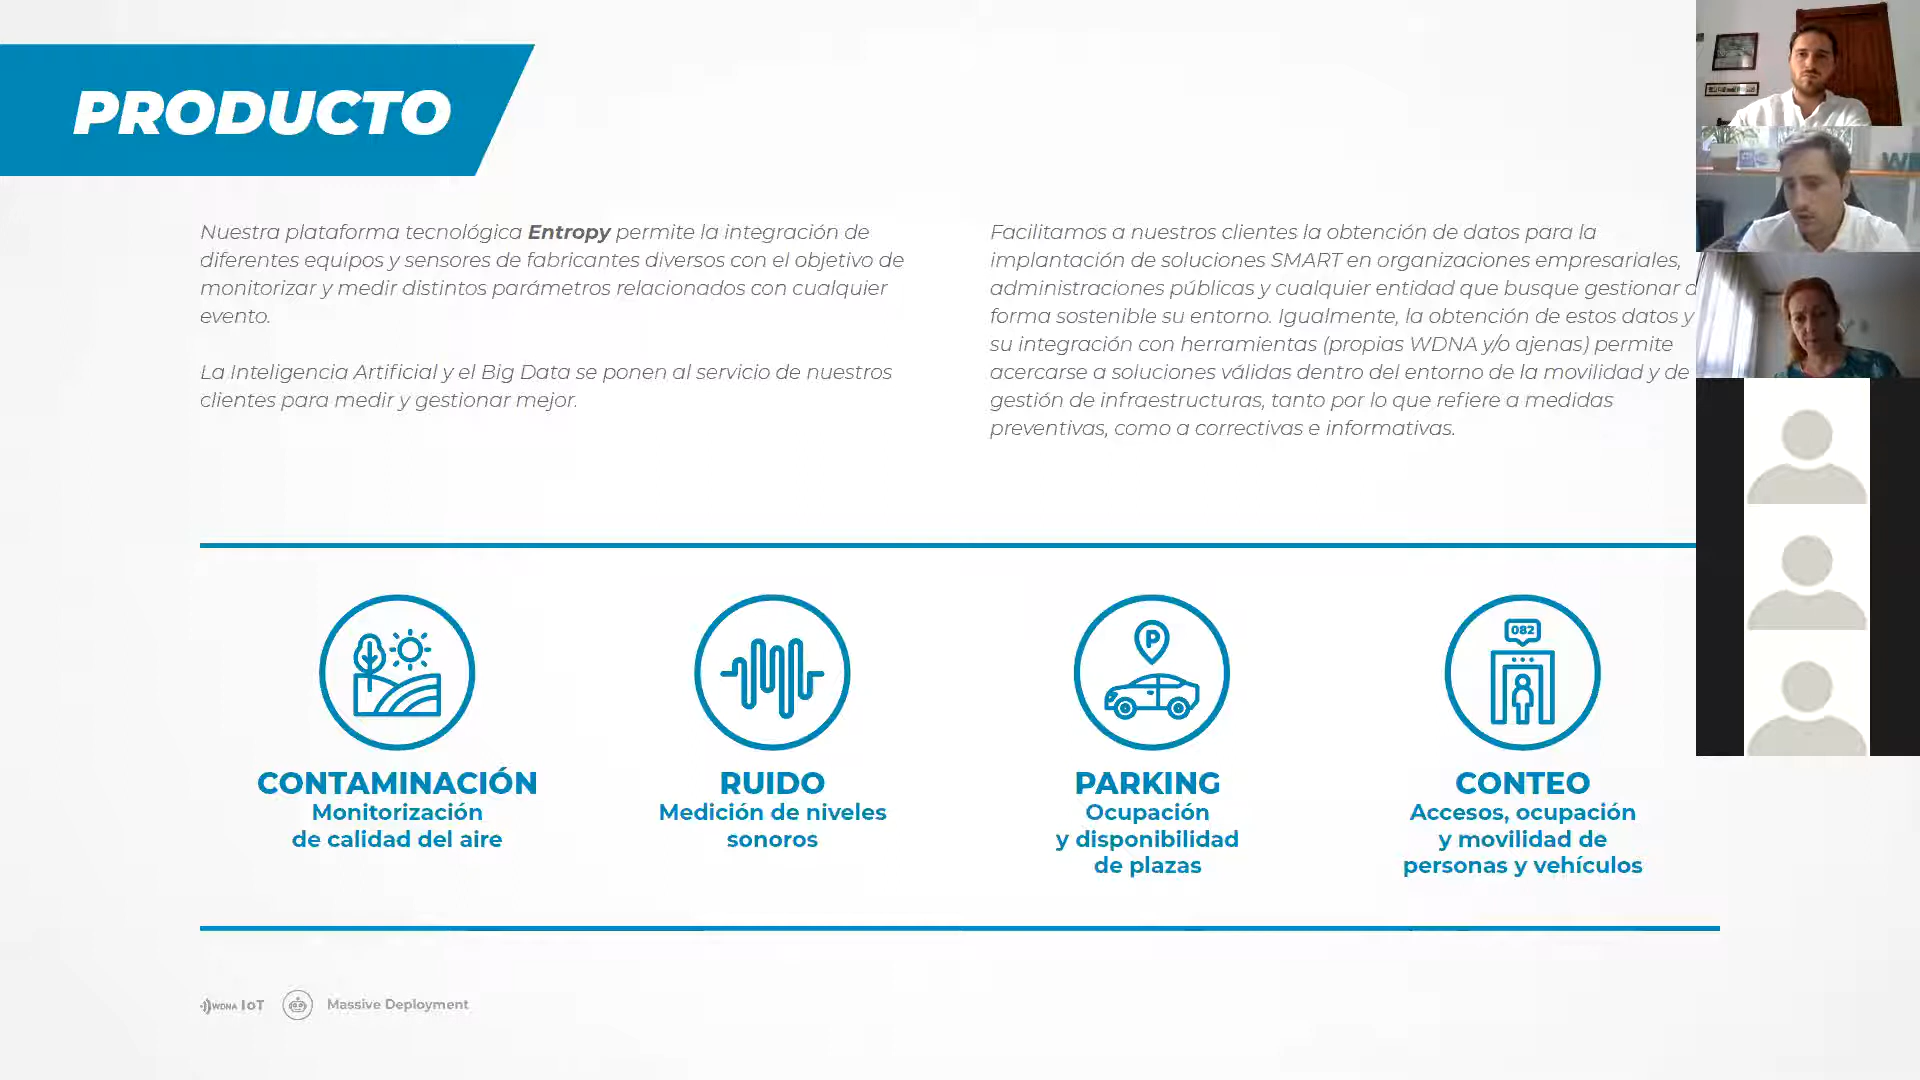 PRODUCTO
Nuestra plataforma tecnológica Entropy permite la integración de
diferentes equipos y sensores de fabricantes diversos con el objetivo de
monitorizar y medir distintos parámetros relacionados con cualquier
evento.
La Inteligencia Artificial y el Big Data se ponen al servicio de nuestros
clientes para medir y gestionar mejor.
Facilitamos a nuestros clientes la obtención de datos para la
implantación de soluciones SMART en organizaciones empresariales,
administraciones públicas y cualquier entidad que busque gestionar
forma sostenible su entorno. Igualmente, la obtención de estos datos y
su integración con herramientas (propias WDNA y/o ajenas) permite
acercarse a soluciones válidas dentro del entorno de la movilidad y de
gestión de infraestructuras, tanto por lo que refiere a medidas
preventivas, como a correctivas e informativas.
P
082
CONTAMINACIÓN
Monitorización
de calidad del aire
RUIDO
Medición de niveles
sonoros
PARKING
Ocupación
y disponibilidad
de plazas
CONTEO
Accesos, ocupación
y movilidad de
personas y vehículos
WDNA IoT
Massive Deployment